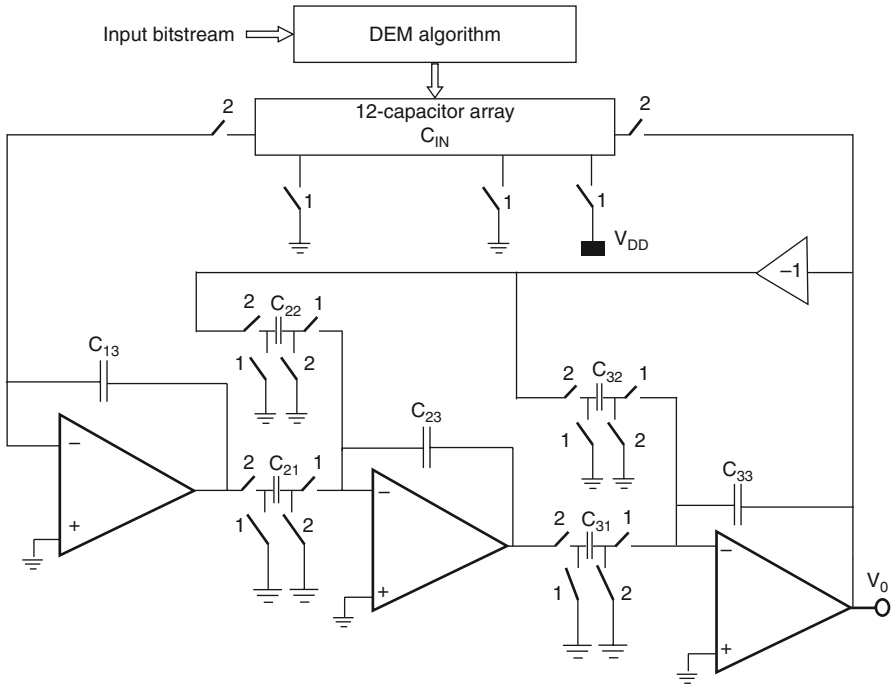 Input bitstream
DEM algorithm
12-capacitor array
C_IN
2
2
1
1
1
V_DD
−1
2
C_22
1
1
2
C_13
2
C_32
1
1
2
C_23
2
C_21
1
1
2
C_33
2
C_31
1
1
2
−
+
−
+
−
+
V_0